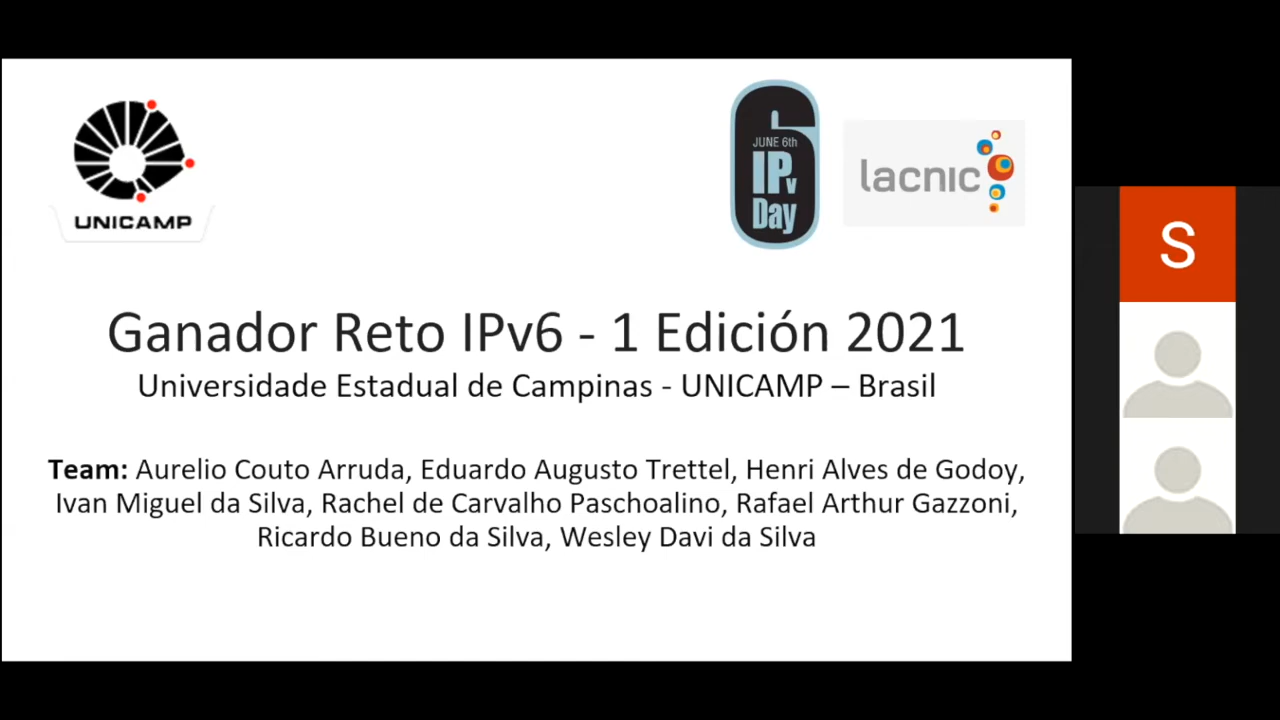 UNICAMP
JUNE 6th
IPv
Day
lacnic
S
Ganador Reto IPv6 - 1 Edición 2021
Universidade Estadual de Campinas - UNICAMP – Brasil
Team: Aurelio Couto Arruda, Eduardo Augusto Trettel, Henri Alves de Godoy,
Ivan Miguel da Silva, Rachel de Carvalho Paschoalino, Rafael Arthur Gazzoni,
Ricardo Bueno da Silva, Wesley Davi da Silva